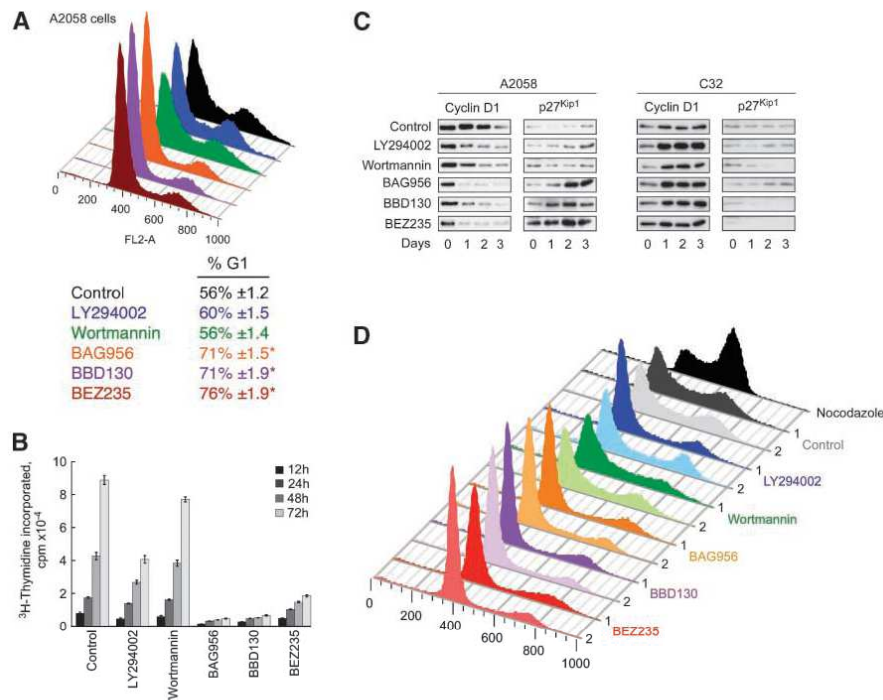 A
A2058 cells
0
200
400
600
800
1000
FL2-A
% G1
Control 56% ±1.2
LY294002 60% ±1.5
Wortmannin 56% ±1.4
BAG956 71% ±1.5*
BBD130 71% ±1.9*
BEZ235 76% ±1.9*
B
³H-Thymidine incorporated,
cpm x10⁻⁴
10
8
6
4
2
0
12h
24h
48h
72h
Control
LY294002
Wortmannin
BAG956
BBD130
BEZ235
C
A2058 C32
Cyclin D1 p27Kip1 Cyclin D1 p27Kip1
Control
LY294002
Wortmannin
BAG956
BBD130
BEZ235
Days 0 1 2 3 0 1 2 3 0 1 2 3 0 1 2 3
D
Nocodazole
1
Control
2
1
LY294002
2
1
Wortmannin
2
1
BAG956
2
1
BBD130
2
1
BEZ235
2
0
200
400
600
800
1000